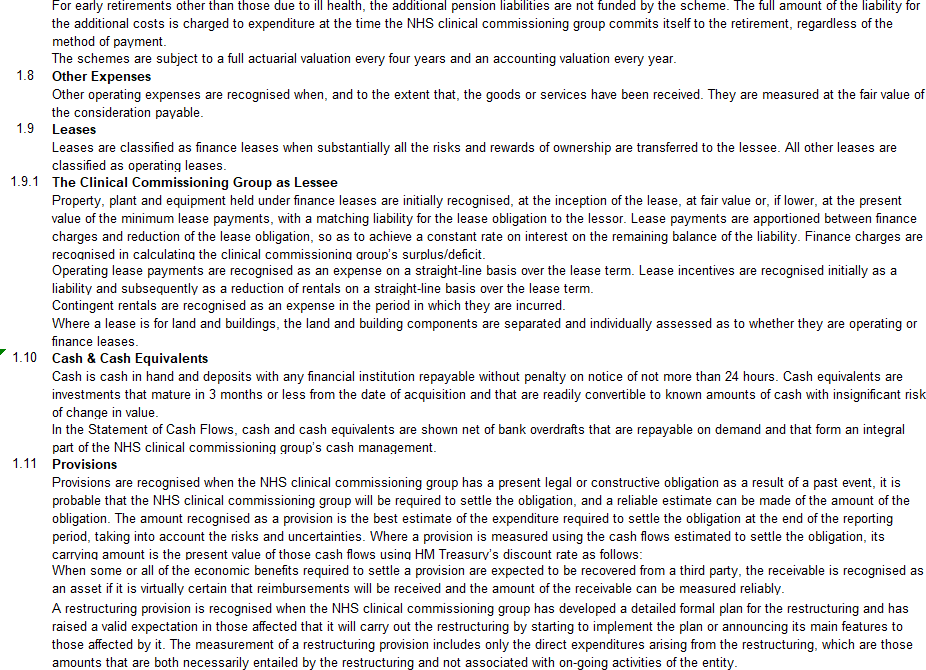 For early retirements other than those due to ill health, the additional pension liabilities are not funded by the scheme. The full amount of the liability for
the additional costs is charged to expenditure at the time the NHS clinical commissioning group commits itself to the retirement, regardless of the
method of payment.
The schemes are subject to a full actuarial valuation every four years and an accounting valuation every year.
1.8 Other Expenses
Other operating expenses are recognised when, and to the extent that, the goods or services have been received. They are measured at the fair value of
the consideration payable.
1.9 Leases
Leases are classified as finance leases when substantially all the risks and rewards of ownership are transferred to the lessee. All other leases are
classified as operating leases.
1.9.1 The Clinical Commissioning Group as Lessee
Property, plant and equipment held under finance leases are initially recognised, at the inception of the lease, at fair value or, if lower, at the present
value of the minimum lease payments, with a matching liability for the lease obligation to the lessor. Lease payments are apportioned between finance
charges and reduction of the lease obligation, so as to achieve a constant rate on interest on the remaining balance of the liability. Finance charges are
recognised in calculating the clinical commissioning group's surplus/deficit.
Operating lease payments are recognised as an expense on a straight-line basis over the lease term. Lease incentives are recognised initially as a
liability and subsequently as a reduction of rentals on a straight-line basis over the lease term.
Contingent rentals are recognised as an expense in the period in which they are incurred.
Where a lease is for land and buildings, the land and building components are separated and individually assessed as to whether they are operating or
finance leases.
1.10 Cash & Cash Equivalents
Cash is cash in hand and deposits with any financial institution repayable without penalty on notice of not more than 24 hours. Cash equivalents are
investments that mature in 3 months or less from the date of acquisition and that are readily convertible to known amounts of cash with insignificant risk
of change in value.
In the Statement of Cash Flows, cash and cash equivalents are shown net of bank overdrafts that are repayable on demand and that form an integral
part of the NHS clinical commissioning group's cash management.
1.11 Provisions
Provisions are recognised when the NHS clinical commissioning group has a present legal or constructive obligation as a result of a past event, it is
probable that the NHS clinical commissioning group will be required to settle the obligation, and a reliable estimate can be made of the amount of the
obligation. The amount recognised as a provision is the best estimate of the expenditure required to settle the obligation at the end of the reporting
period, taking into account the risks and uncertainties. Where a provision is measured using the cash flows estimated to settle the obligation, its
carrying amount is the present value of those cash flows using HM Treasury's discount rate as follows:
When some or all of the economic benefits required to settle a provision are expected to be recovered from a third party, the receivable is recognised as
an asset if it is virtually certain that reimbursements will be received and the amount of the receivable can be measured reliably.
A restructuring provision is recognised when the NHS clinical commissioning group has developed a detailed formal plan for the restructuring and has
raised a valid expectation in those affected that it will carry out the restructuring by starting to implement the plan or announcing its main features to
those affected by it. The measurement of a restructuring provision includes only the direct expenditures arising from the restructuring, which are those
amounts that are both necessarily entailed by the restructuring and not associated with on-going activities of the entity.